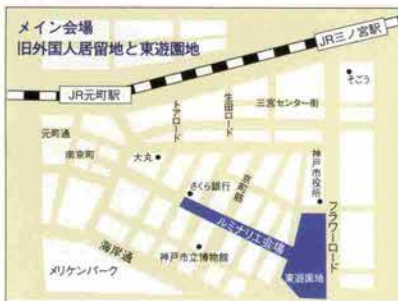 メイン会場
旧外国人居留地と東遊園地
JR三ノ宮駅
そごう
JR元町駅
トアロード
生田ロード
三宮センター街
元町通
南京町
大丸
さくら銀行
京町筋
神戸市役所
フラワーロード
ルミナリエ会場
海岸通
神戸市立博物館
メリケンパーク
東遊園地